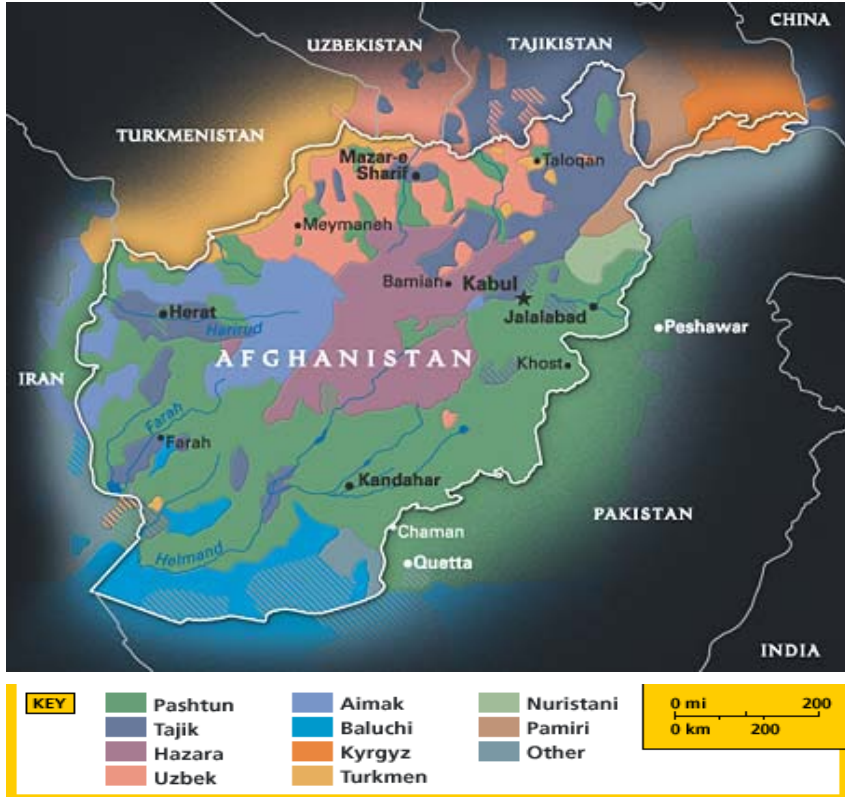 CHINA
UZBEKISTAN
TAJIKISTAN
TURKMENISTAN
Mazar-e
Sharif
Taloqan
Meymaneh
Bamian
Kabul
Herat
Harirud
Jalalabad
Peshawar
AFGHANISTAN
Khost
IRAN
Farah
Farah
Kandahar
PAKISTAN
Chaman
Helmand
Quetta
INDIA
KEY
Pashtun
Tajik
Hazara
Uzbek
Aimak
Baluchi
Kyrgyz
Turkmen
Nuristani
Pamiri
Other
0 mi 200
0 km 200